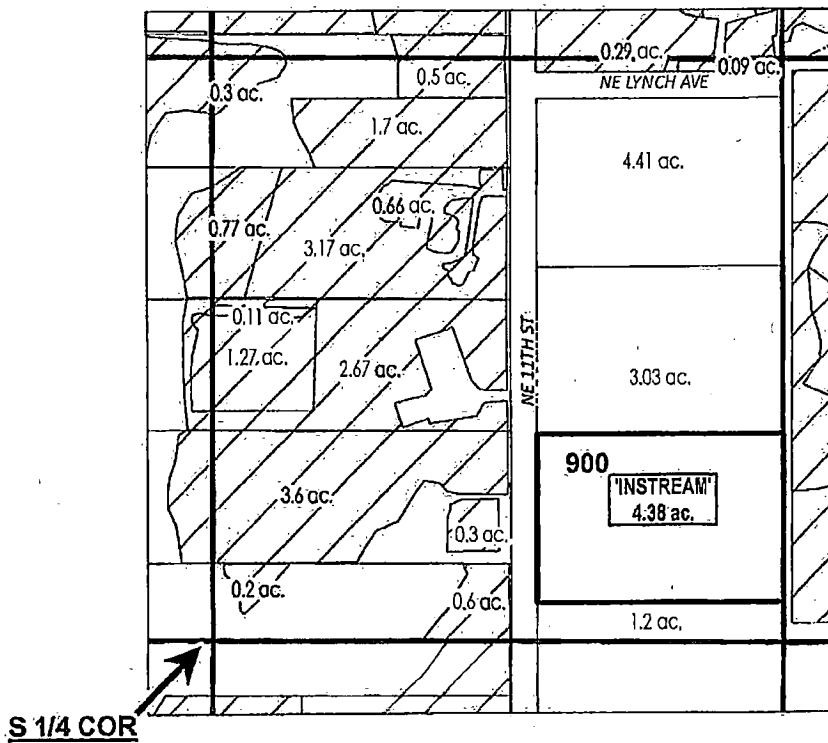 0.29 ac.
0.09 ac.
NE LYNCH AVE
0.5 ac.
0.3 ac.
1.7 ac.
4.41 ac.
0.66 ac.
0.77 ac.
3.17 ac.
0.11 ac.
1.27 ac.
2.67 ac.
NE 11TH ST
3.03 ac.
900
'INSTREAM'
4.38 ac.
3.6 ac.
0.3 ac.
0.2 ac.
0.6 ac.
1.2 ac.
S 1/4 COR